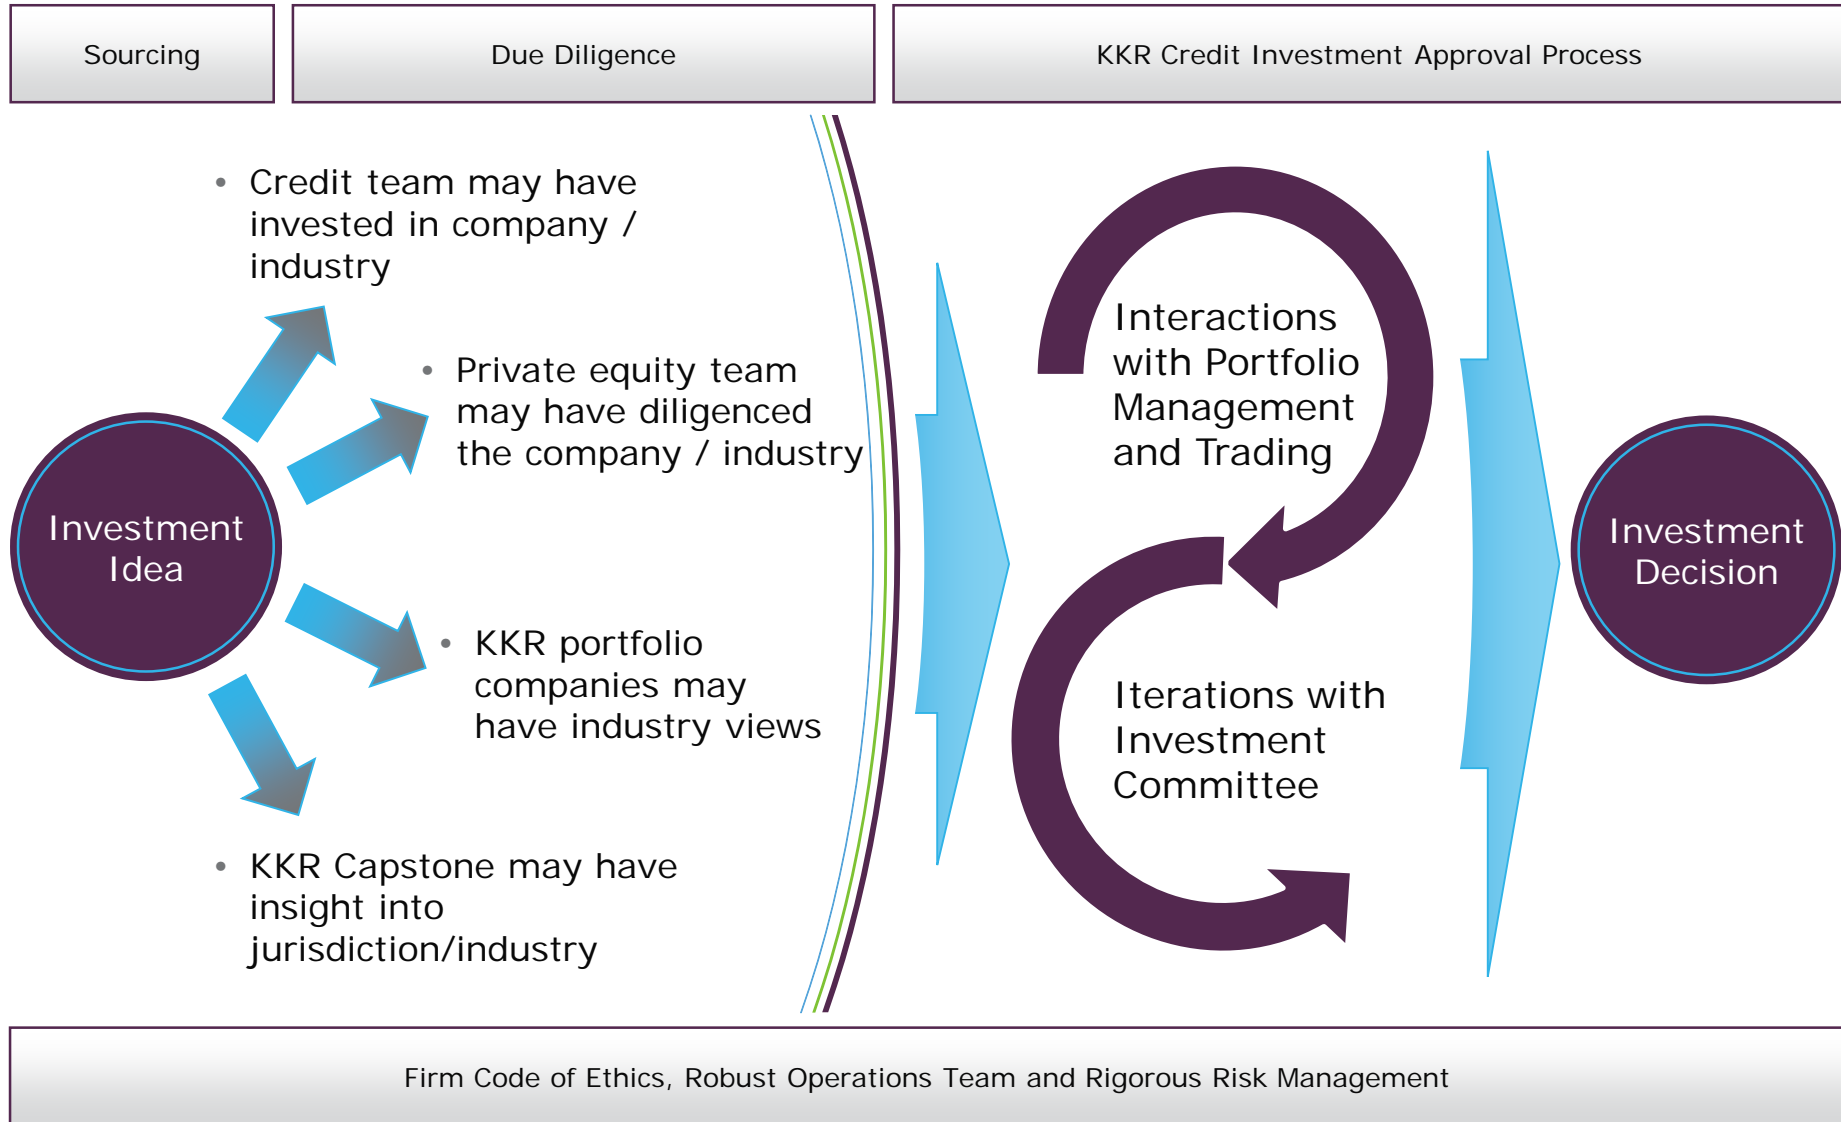 Sourcing
Due Diligence
KKR Credit Investment Approval Process
• Credit team may have
invested in company /
industry
• Private equity team
may have diligenced
the company / industry
Investment
Idea
• KKR portfolio
companies may
have industry views
• KKR Capstone may have
insight into
jurisdiction/industry
Interactions
with Portfolio
Management
and Trading
Iterations with
Investment
Committee
Investment
Decision
Firm Code of Ethics, Robust Operations Team and Rigorous Risk Management